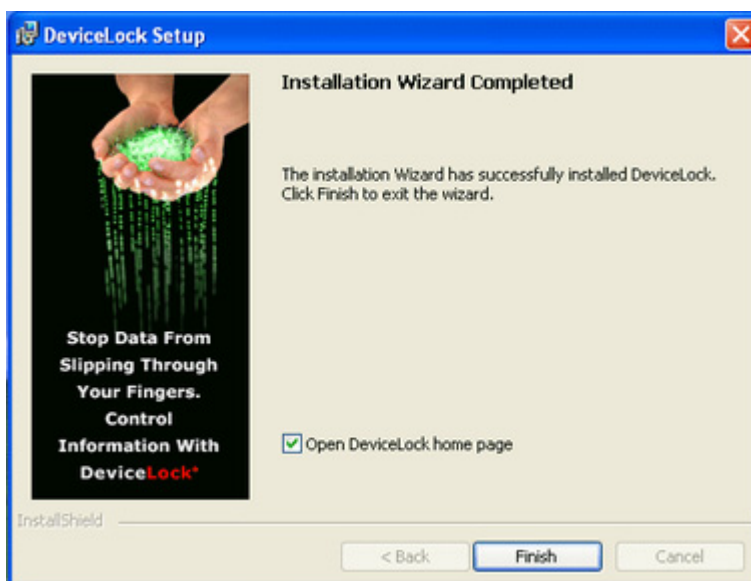 DeviceLock Setup
Installation Wizard Completed
The installation Wizard has successfully installed DeviceLock.
Click Finish to exit the wizard.
Stop Data From
Slipping Through
Your Fingers.
Control
Information With
DeviceLock*
Open DeviceLock home page
InstallShield
< Back
Finish
Cancel